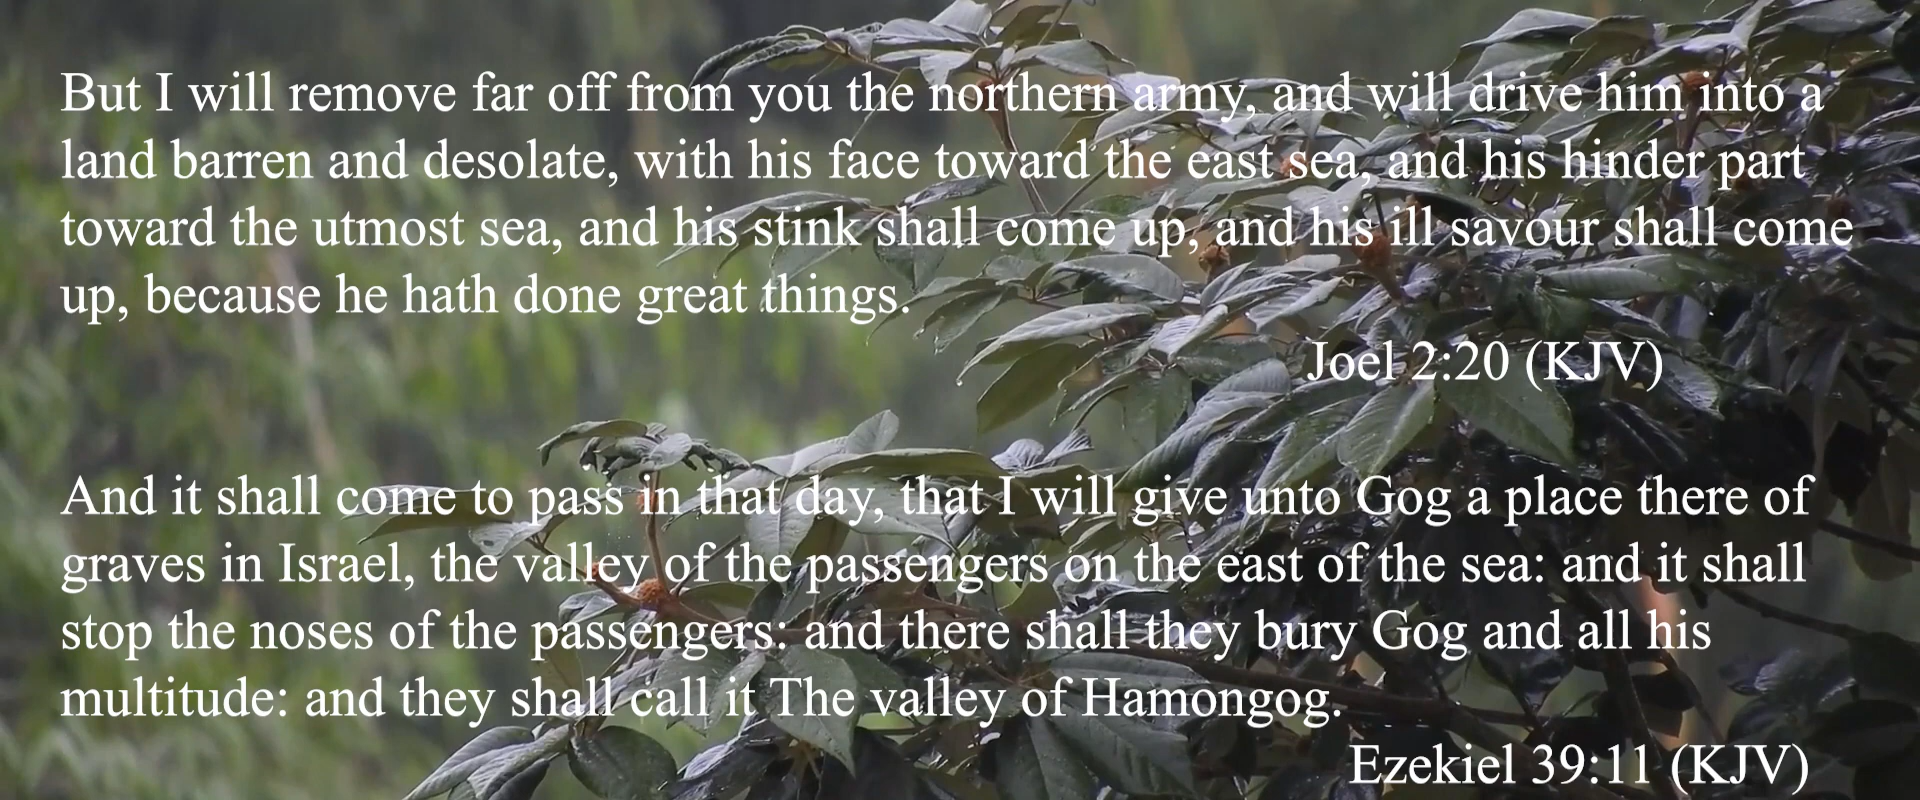 But I will remove far off from you the northern army, and will drive him into a
land barren and desolate, with his face toward the east sea, and his hinder part
toward the utmost sea, and his stink shall come up, and his ill savour shall come
up, because he hath done great things.
Joel 2:20 (KJV)
And it shall come to pass in that day, that I will give unto Gog a place there of
graves in Israel, the valley of the passengers on the east of the sea: and it shall
stop the noses of the passengers: and there shall they bury Gog and all his
multitude: and they shall call it The valley of Hamongog.
Ezekiel 39:11 (KJV)